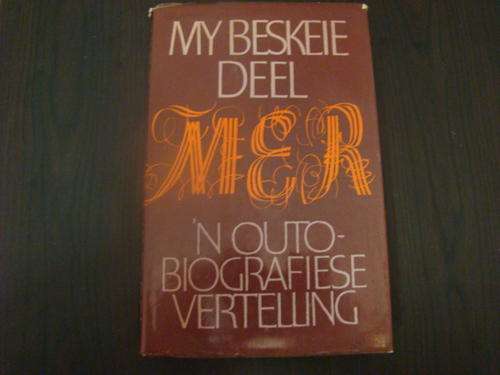 MY BESKEIE
DEEL
MER
'N OUTO-
BIOGRAFIESE
VERTELLING